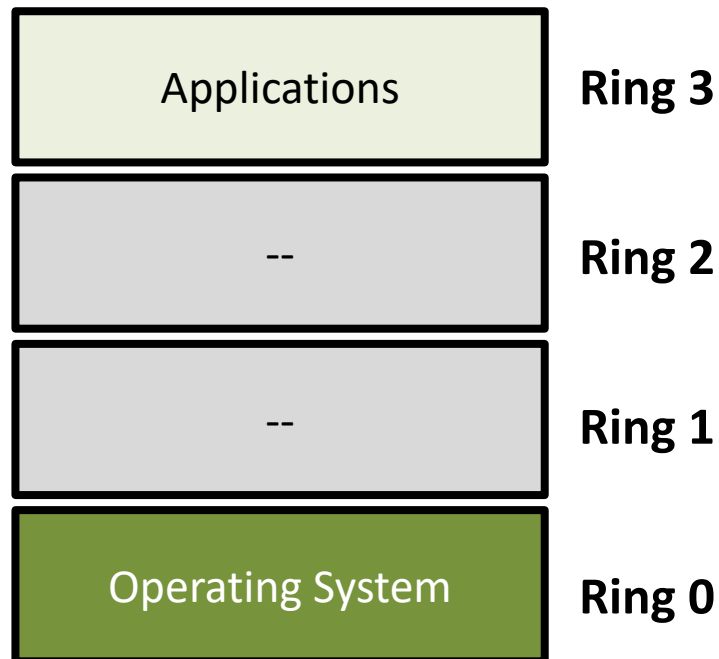 Applications Ring 3
-- Ring 2
-- Ring 1
Operating System Ring 0